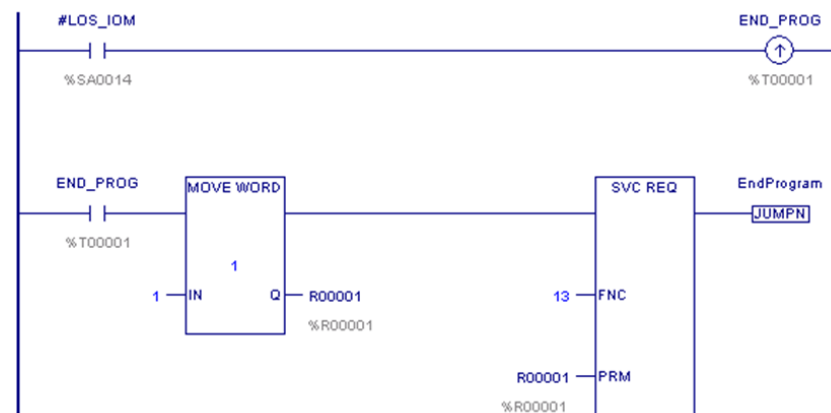 #LOS_IOM END_PROG
%SA0014 %T00001
END_PROG MOVE WORD SVC REQ EndProgram
JUMPN
%T00001
1
1 IN Q R00001 13 FNC
%R00001
R00001 PRM
%R00001